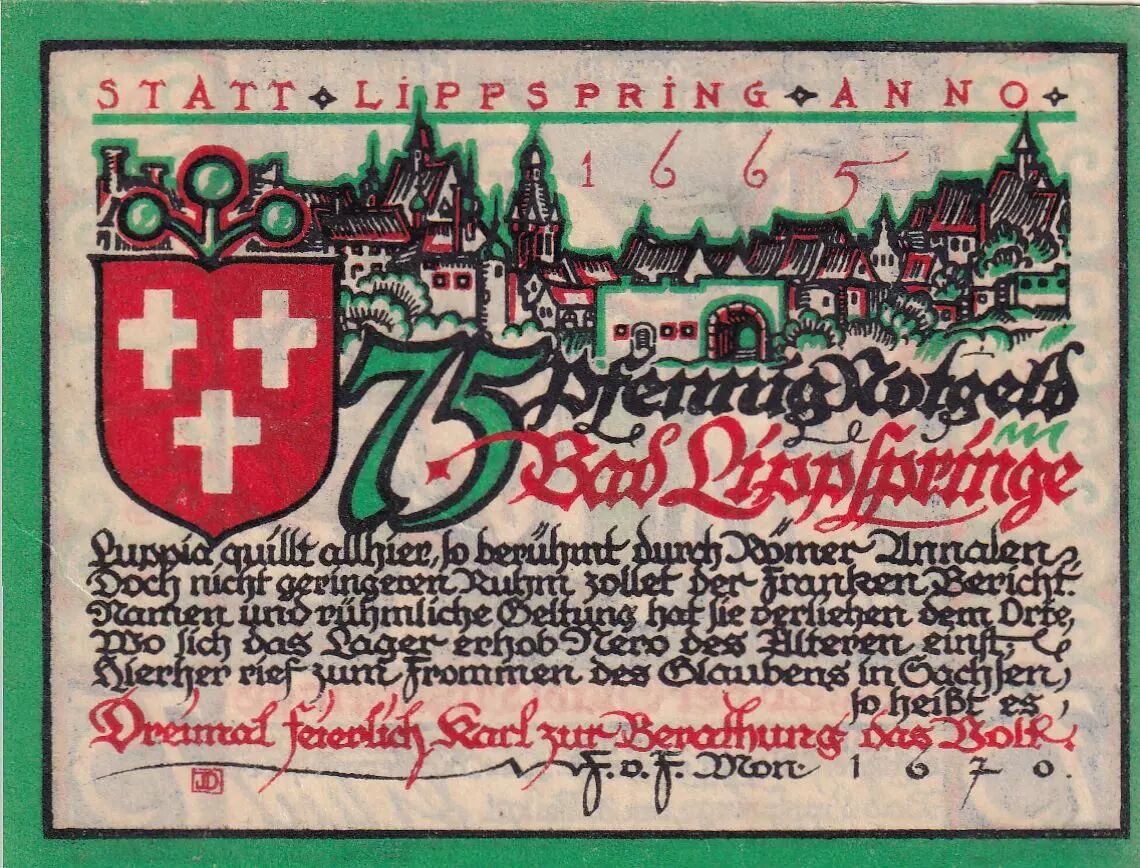 STATT ✧ LiPPSPRiNG ✧ ANNO ✧
1665
75 Pfennig Notgeld
in
Bad Lippspringe
Luppia quillt allhier, so berühmt durch Römer Annalen,
Doch nicht geringeren Ruhm zollet der Franken Bericht.
Namen und rühmliche Geltung hat sie verliehen dem Orte,
Wo sich das Lager erhob Nero des Älteren einst,
Hierher rief zum Frommen des Glaubens in Sachsen,
so heißt es,
Dreimal feierlich Karl zur Berathung das Volk.
F. v. F. Mon. 1670.
JD